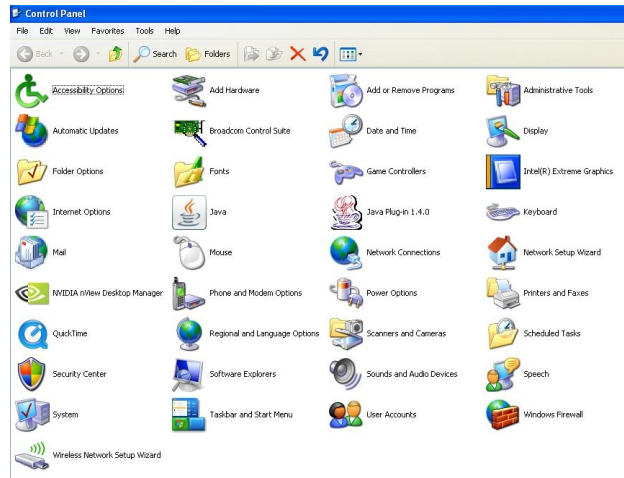 Control Panel
File Edit View Favorites Tools Help
Back Search Folders
Accessibility Options Add Hardware Add or Remove Programs Administrative Tools
Automatic Updates Broadcom Control Suite Date and Time Display
Folder Options Fonts Game Controllers Intel(R) Extreme Graphics
Internet Options Java Java Plug-in 1.4.0 Keyboard
Mail Mouse Network Connections Network Setup Wizard
NVIDIA nView Desktop Manager Phone and Modem Options Power Options Printers and Faxes
QuickTime Regional and Language Options Scanners and Cameras Scheduled Tasks
Security Center Software Explorers Sounds and Audio Devices Speech
System Taskbar and Start Menu User Accounts Windows Firewall
Wireless Network Setup Wizard